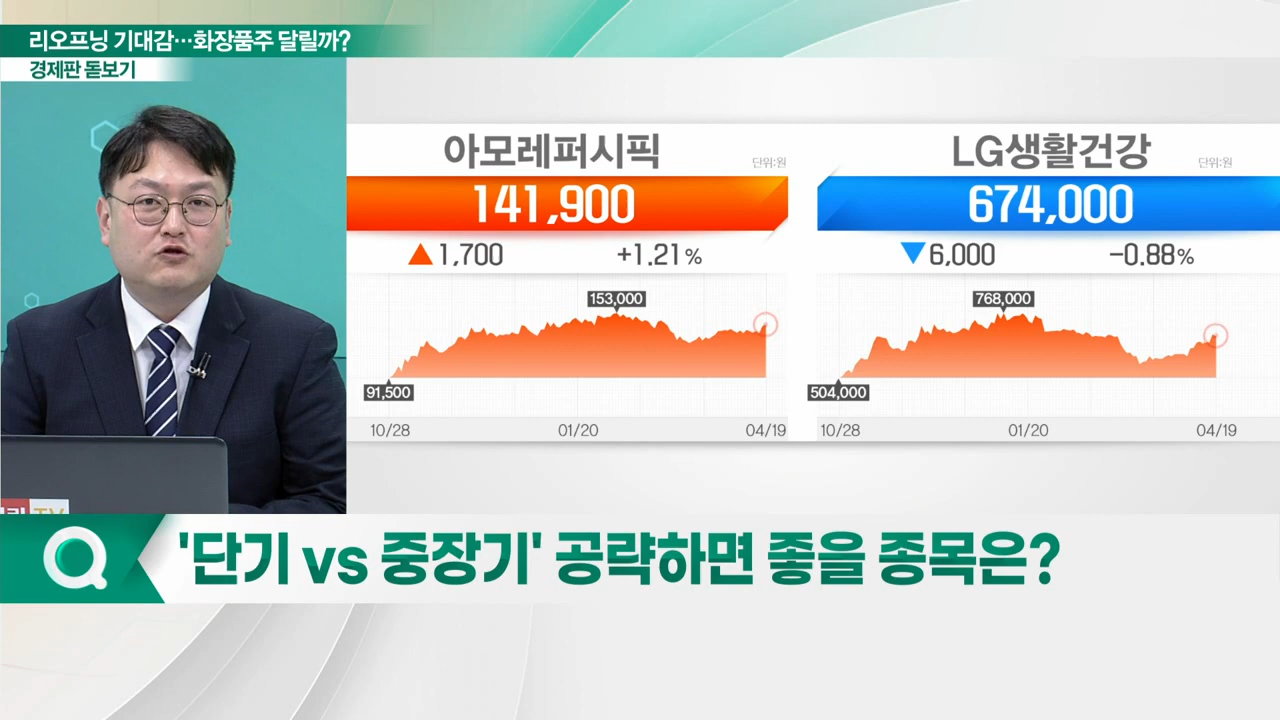 리오프닝 기대감…화장품주 달릴까?
경제판 돋보기
아모레퍼시픽
단위:원
141,900
▲1,700 +1.21%
153,000
91,500
10/28 01/20 04/19
LG생활건강
단위:원
674,000
▼6,000 -0.88%
768,000
504,000
10/28 01/20 04/19
'단기 vs 중장기' 공략하면 좋을 종목은?